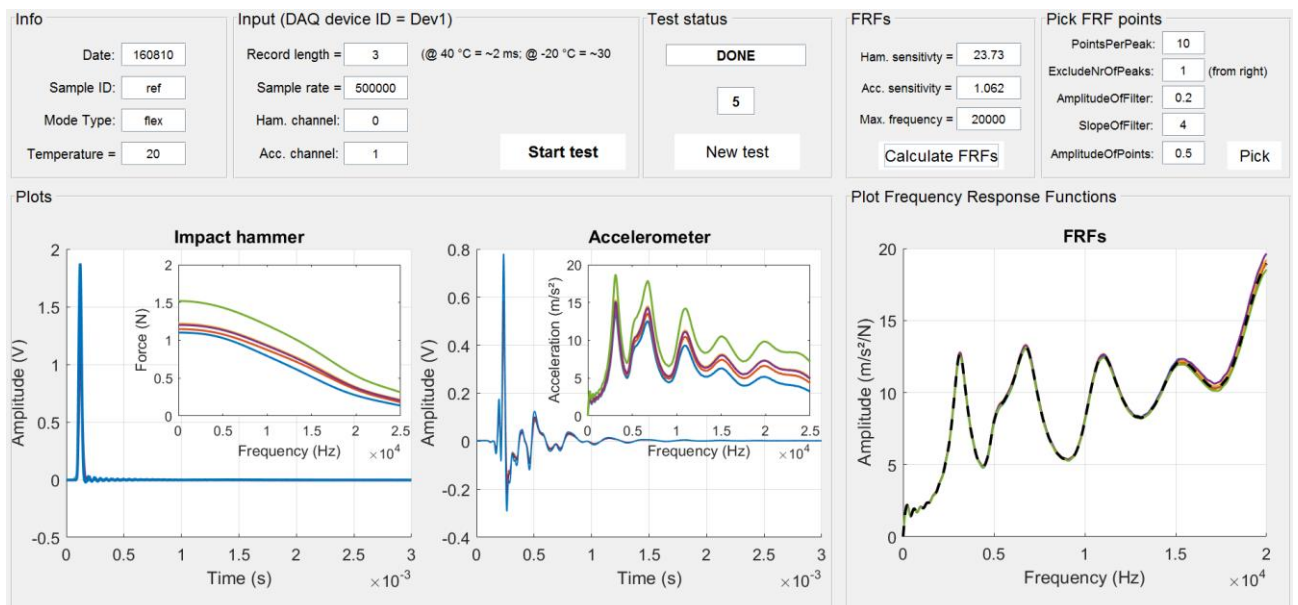 Info
Date: 160810
Sample ID: ref
Mode Type: flex
Temperature = 20
Input (DAQ device ID = Dev1)
Record length = 3 (@ 40 °C = ~2 ms; @ -20 °C = ~30
Sample rate = 500000
Ham. channel: 0
Acc. channel: 1
Start test
Test status
DONE
5
New test
FRFs
Ham. sensitivty = 23.73
Acc. sensitivity = 1.062
Max. frequency = 20000
Calculate FRFs
Pick FRF points
PointsPerPeak: 10
ExcludeNrOfPeaks: 1 (from right)
AmplitudeOfFilter: 0.2
SlopeOfFilter: 4
AmplitudeOfPoints: 0.5
Pick
Plots
Impact hammer
Amplitude (V)
2
1.5
1
0.5
0
-0.5
0 0.5 1 1.5 2 2.5 3
Time (s)
×10⁻³
Force (N)
2
1.5
1
0.5
0
0 0.5 1 1.5 2 2.5
Frequency (Hz)
×10⁴
Accelerometer
Amplitude (V)
0.8
0.6
0.4
0.2
0
-0.2
-0.4
0 0.5 1 1.5 2 2.5 3
Time (s)
×10⁻³
Acceleration (m/s²)
20
15
10
5
0
0 0.5 1 1.5 2 2.5
Frequency (Hz)
×10⁴
Plot Frequency Response Functions
FRFs
Amplitude (m/s²/N)
20
15
10
5
0
0 0.5 1 1.5 2
Frequency (Hz)
×10⁴